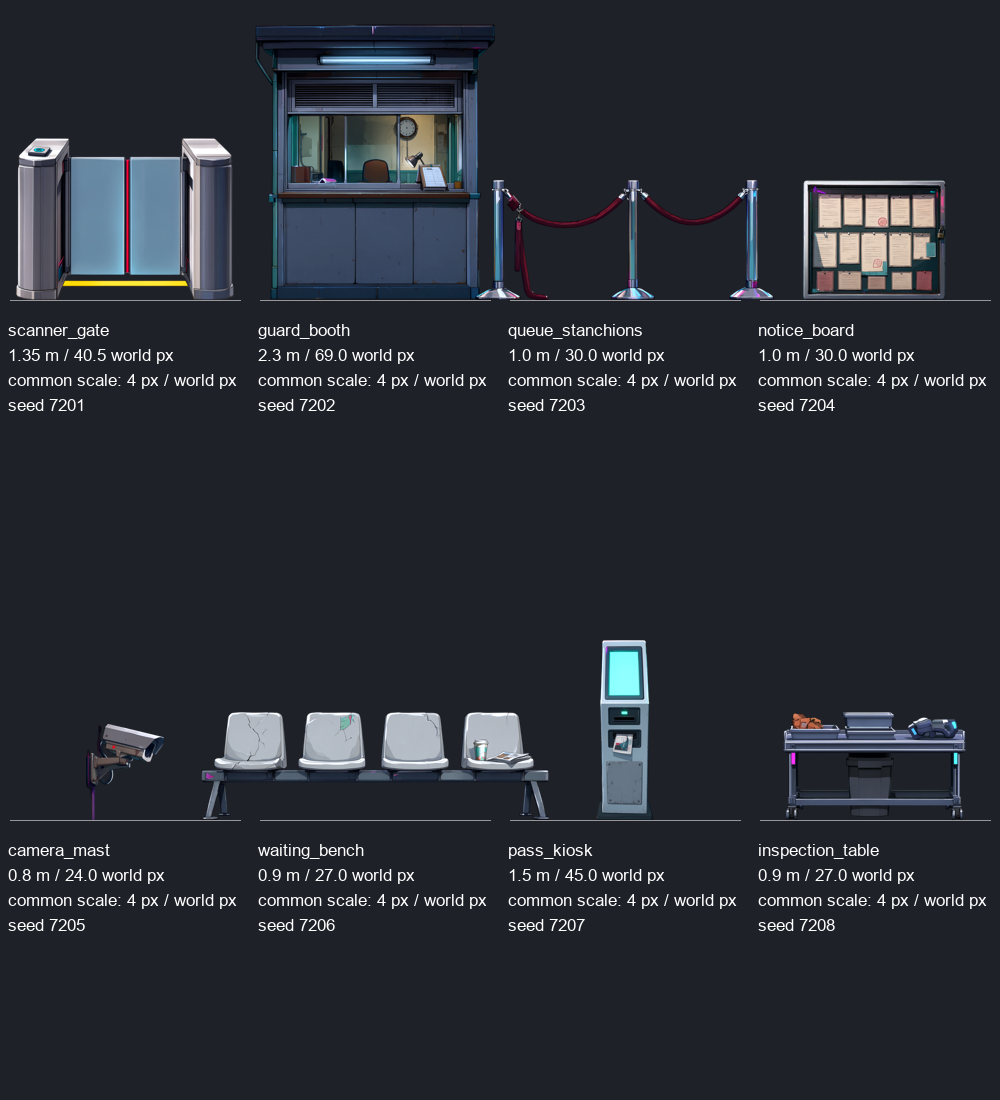 scanner_gate
1.35 m / 40.5 world px
common scale: 4 px / world px
seed 7201
guard_booth
2.3 m / 69.0 world px
common scale: 4 px / world px
seed 7202
queue_stanchions
1.0 m / 30.0 world px
common scale: 4 px / world px
seed 7203
notice_board
1.0 m / 30.0 world px
common scale: 4 px / world px
seed 7204
camera_mast
0.8 m / 24.0 world px
common scale: 4 px / world px
seed 7205
waiting_bench
0.9 m / 27.0 world px
common scale: 4 px / world px
seed 7206
pass_kiosk
1.5 m / 45.0 world px
common scale: 4 px / world px
seed 7207
inspection_table
0.9 m / 27.0 world px
common scale: 4 px / world px
seed 7208